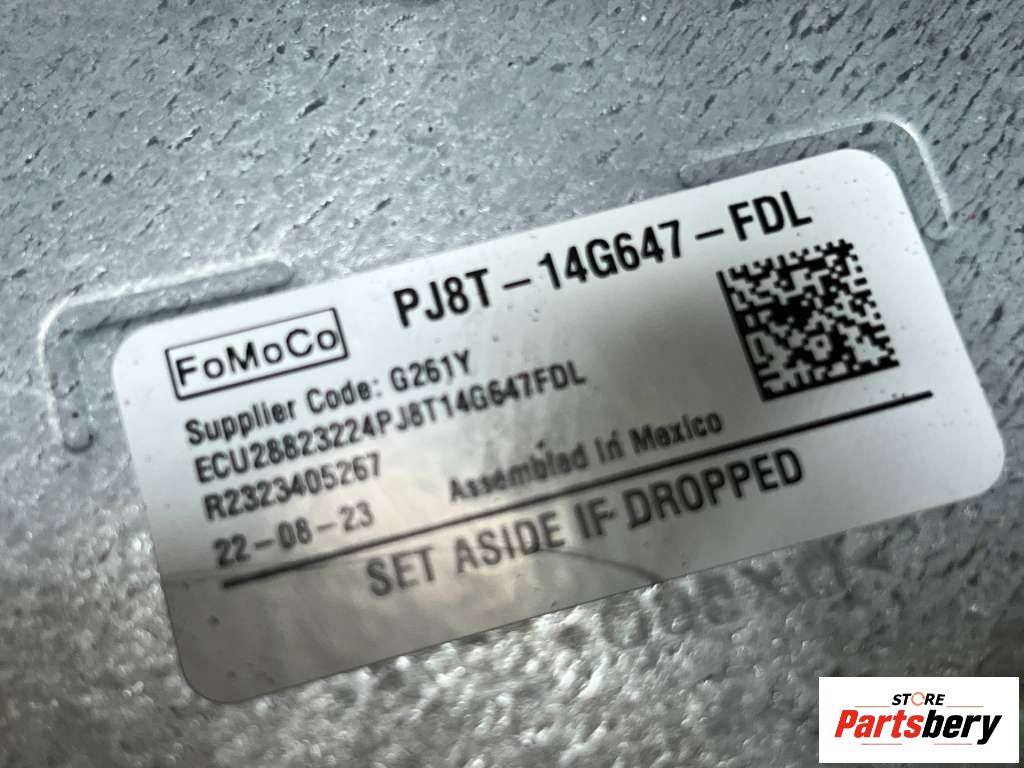 PJ8T-14G647-FDL
FoMoCo
Supplier Code: G261Y
ECU28823224PJ8T14G647FDL
R2323405267
22-08-23
Assembled in Mexico
SET ASIDE IF DROPPED
STORE
Partsbery